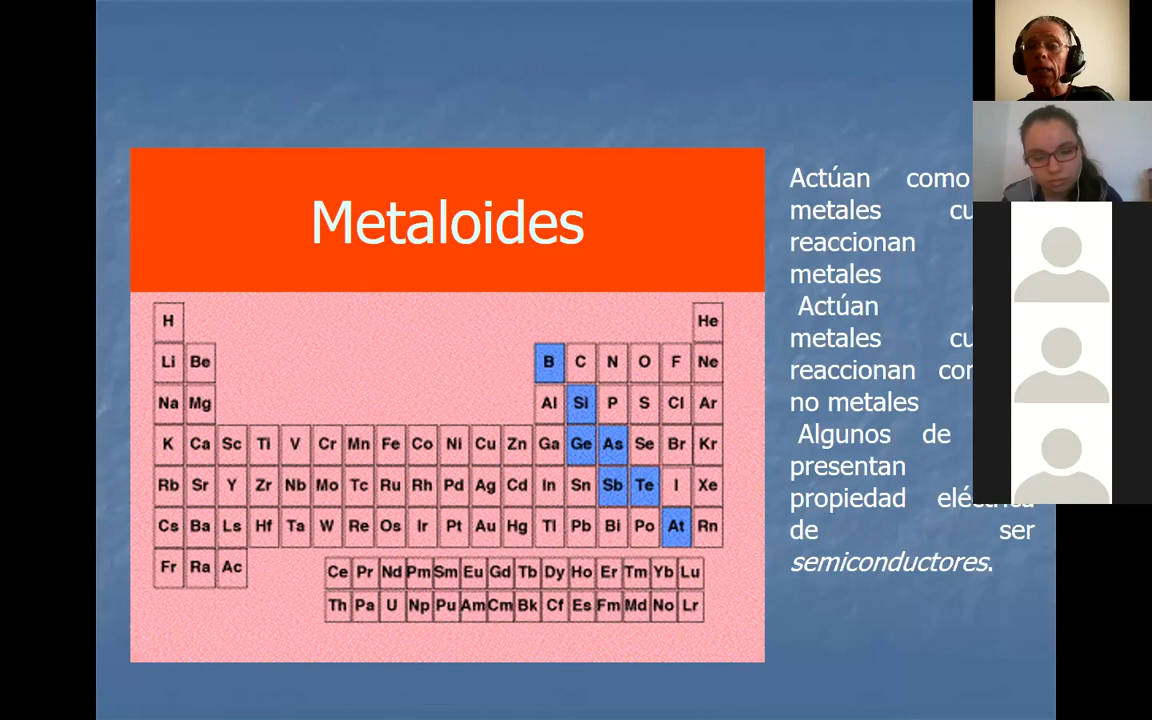 Metaloides
H He
Li Be B C N O F Ne
Na Mg Al Si P S Cl Ar
K Ca Sc Ti V Cr Mn Fe Co Ni Cu Zn Ga Ge As Se Br Kr
Rb Sr Y Zr Nb Mo Tc Ru Rh Pd Ag Cd In Sn Sb Te I Xe
Cs Ba Ls Hf Ta W Re Os Ir Pt Au Hg Tl Pb Bi Po At Rn
Fr Ra Ac
Ce Pr Nd Pm Sm Eu Gd Tb Dy Ho Er Tm Yb Lu
Th Pa U Np Pu Am Cm Bk Cf Es Fm Md No Lr
Actúan como
metales
reaccionan
metales
Actúan
metales
reaccionan
no metales
Algunos de
presentan
propiedad eléctrica
de ser
semiconductores.